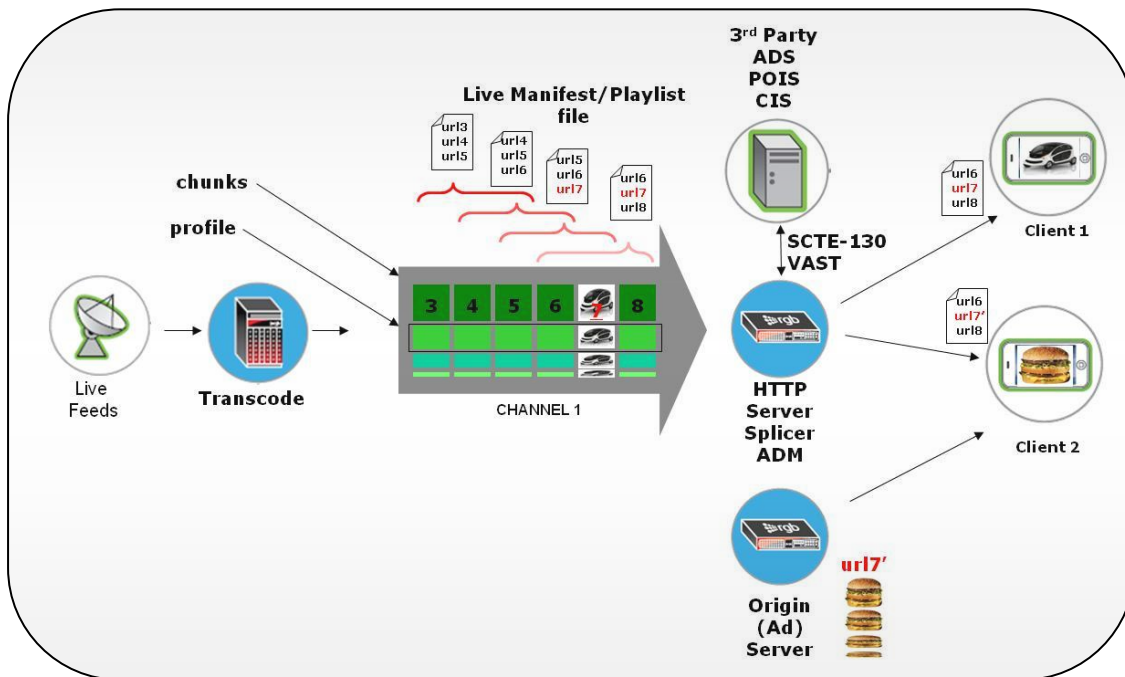 3rd Party
ADS
POIS
CIS
Live Manifest/Playlist
file
url3
url4
url5
url4
url5
url6
url5
url6
url7
url6
url7
url8
chunks
profile
3 4 5 6 7 8
CHANNEL 1
Live
Feeds
Transcode
SCTE-130
VAST
rgb
HTTP
Server
Splicer
ADM
url6
url7
url8
Client 1
url6
url7’
url8
Client 2
rgb
Origin
(Ad)
Server
url7’